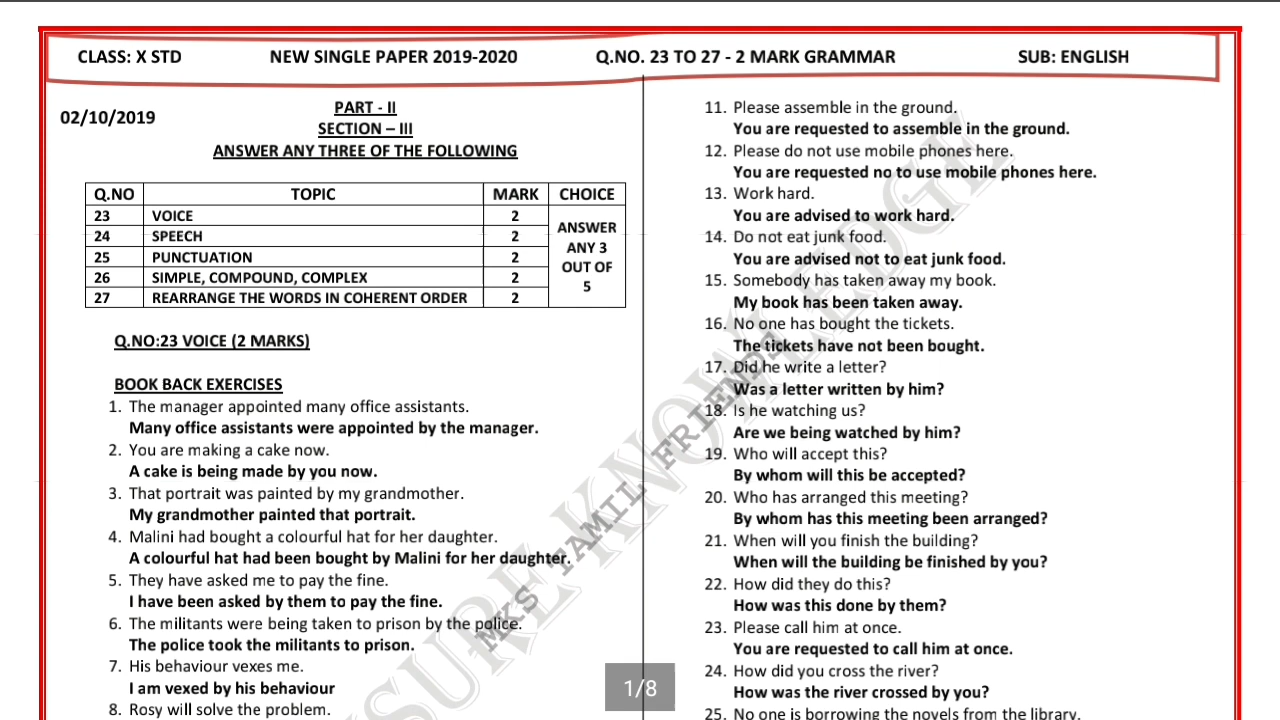 CLASS: X STD NEW SINGLE PAPER 2019-2020 Q.NO. 23 TO 27 - 2 MARK GRAMMAR SUB: ENGLISH
02/10/2019
PART - II
SECTION – III
ANSWER ANY THREE OF THE FOLLOWING
Q.NO TOPIC MARK CHOICE
23 VOICE 2
24 SPEECH 2
25 PUNCTUATION 2
26 SIMPLE, COMPOUND, COMPLEX 2
27 REARRANGE THE WORDS IN COHERENT ORDER 2
ANSWER
ANY 3
OUT OF
5
Q.NO:23 VOICE (2 MARKS)
BOOK BACK EXERCISES
1. The manager appointed many office assistants.
Many office assistants were appointed by the manager.
2. You are making a cake now.
A cake is being made by you now.
3. That portrait was painted by my grandmother.
My grandmother painted that portrait.
4. Malini had bought a colourful hat for her daughter.
A colourful hat had been bought by Malini for her daughter.
5. They have asked me to pay the fine.
I have been asked by them to pay the fine.
6. The militants were being taken to prison by the police.
The police took the militants to prison.
7. His behaviour vexes me.
I am vexed by his behaviour
8. Rosy will solve the problem.
11. Please assemble in the ground.
You are requested to assemble in the ground.
12. Please do not use mobile phones here.
You are requested no to use mobile phones here.
13. Work hard.
You are advised to work hard.
14. Do not eat junk food.
You are advised not to eat junk food.
15. Somebody has taken away my book.
My book has been taken away.
16. No one has bought the tickets.
The tickets have not been bought.
17. Did he write a letter?
Was a letter written by him?
18. Is he watching us?
Are we being watched by him?
19. Who will accept this?
By whom will this be accepted?
20. Who has arranged this meeting?
By whom has this meeting been arranged?
21. When will you finish the building?
When will the building be finished by you?
22. How did they do this?
How was this done by them?
23. Please call him at once.
You are requested to call him at once.
24. How did you cross the river?
How was the river crossed by you?
25. No one is borrowing the novels from the library.
MKS TAMIL FRIENDS
SURE KNOWLEDGE
1/8